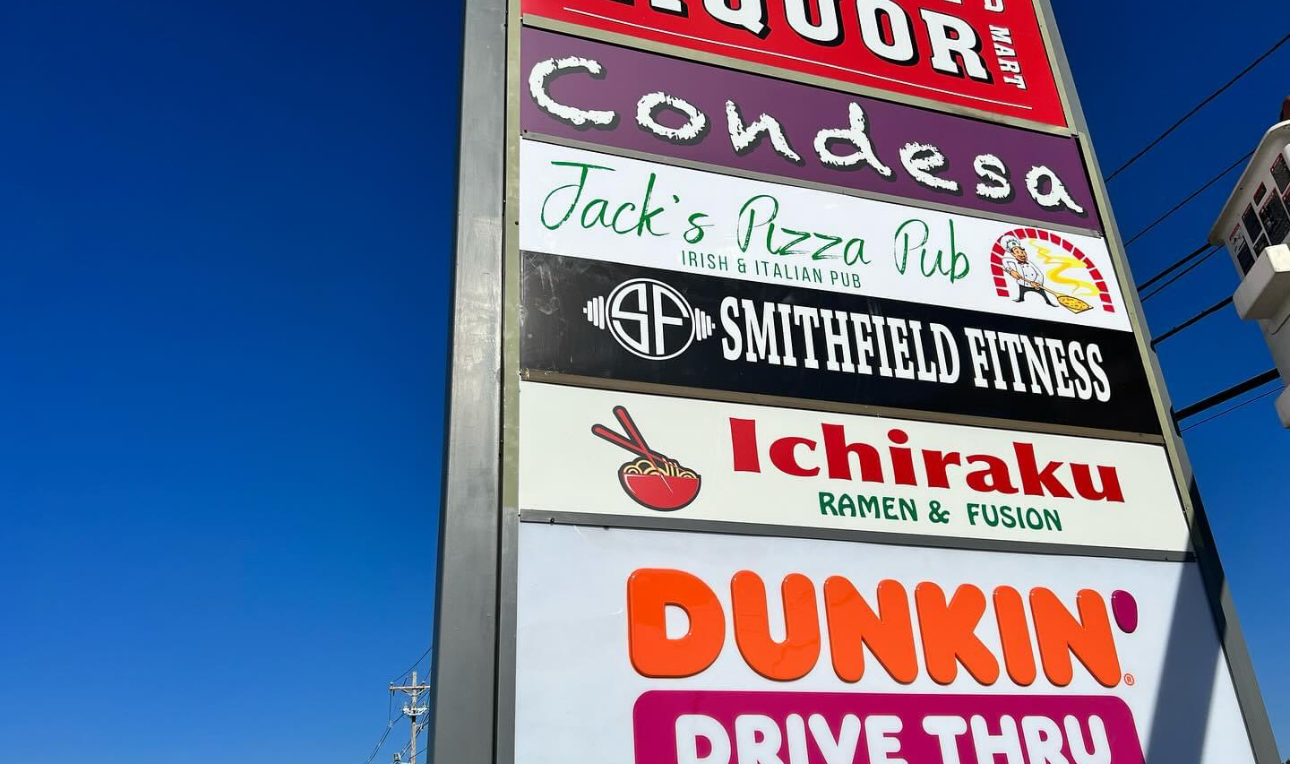 LIQUOR
MART
Condesa
Jack's Pizza Pub
IRISH & ITALIAN PUB
SF SMITHFIELD FITNESS
Ichiraku
RAMEN & FUSION
DUNKIN'®
DRIVE THRU